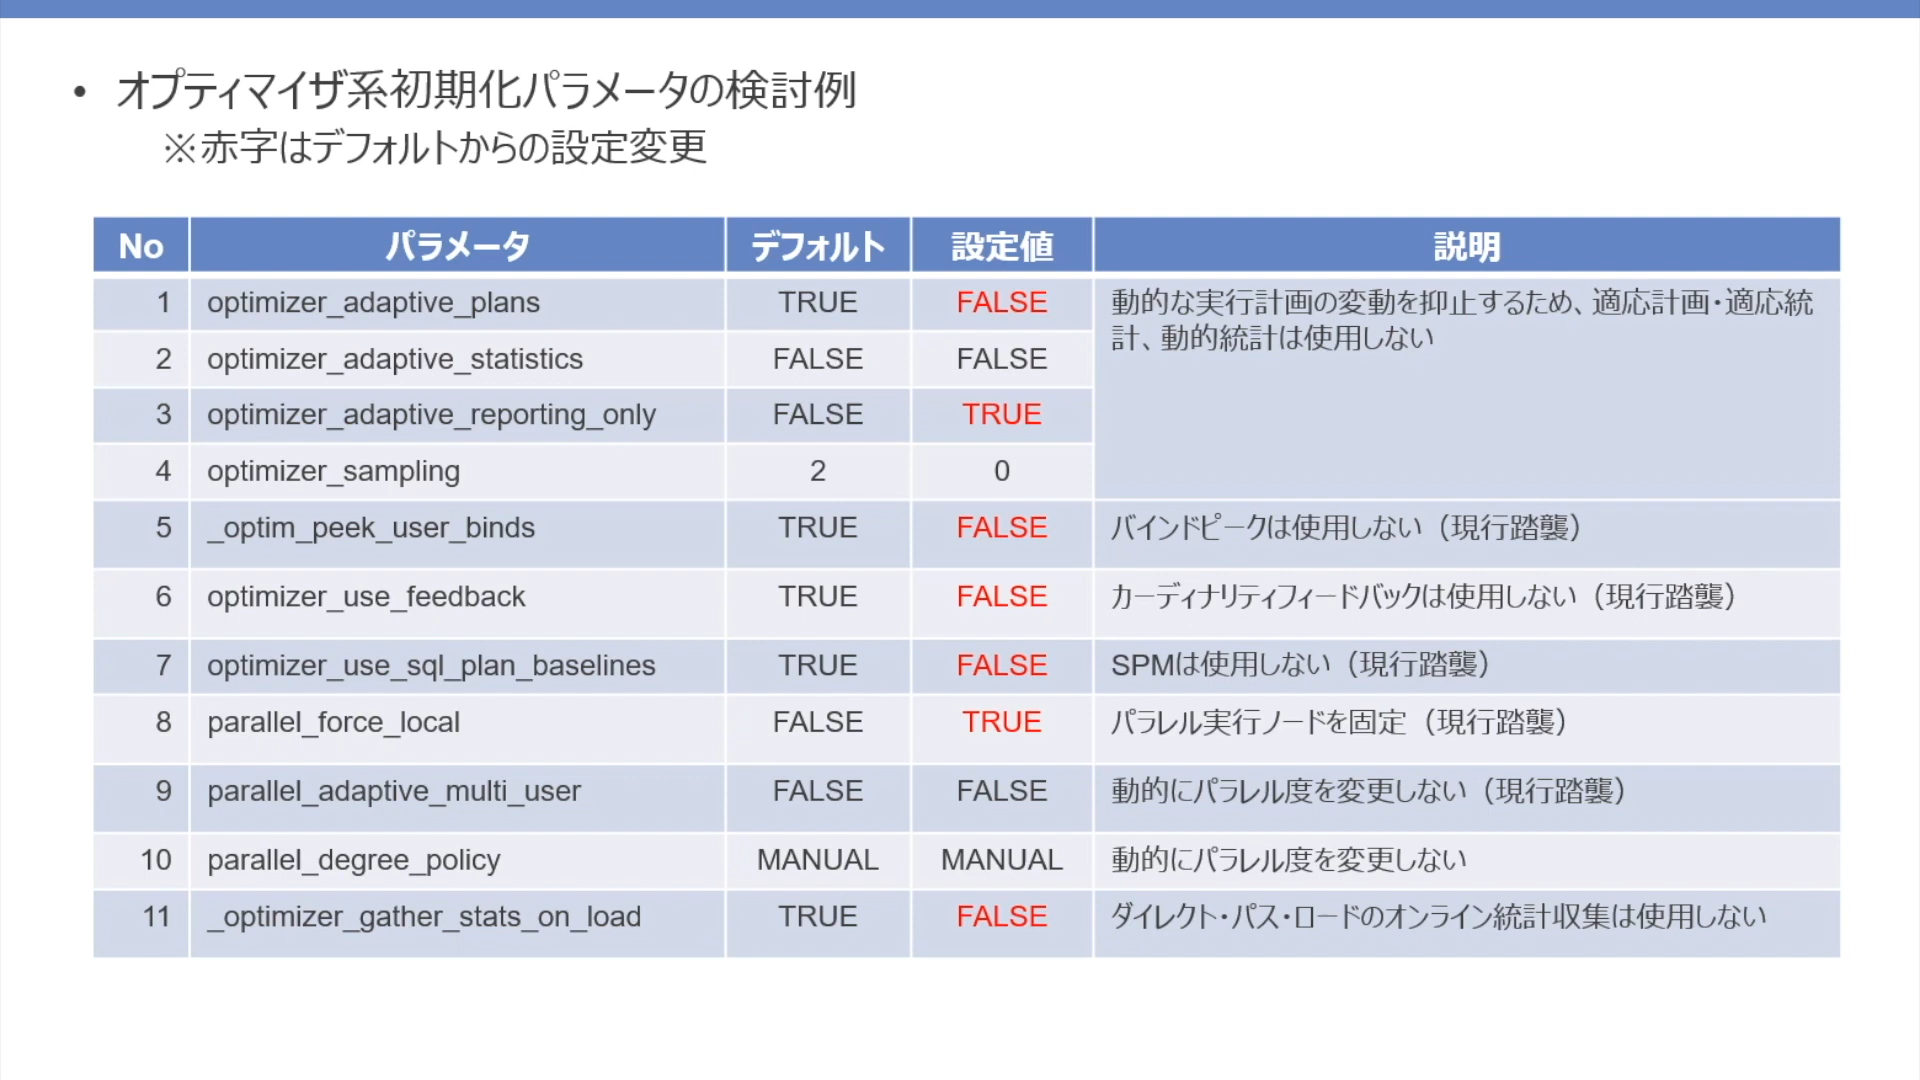 • オプティマイザ系初期化パラメータの検討例
※赤字はデフォルトからの設定変更
No パラメータ デフォルト 設定値 説明
1 optimizer_adaptive_plans TRUE FALSE 動的な実行計画の変動を抑止するため、適応計画・適応統
計、動的統計は使用しない
2 optimizer_adaptive_statistics FALSE FALSE
3 optimizer_adaptive_reporting_only FALSE TRUE
4 optimizer_sampling 2 0
5 _optim_peek_user_binds TRUE FALSE バインドピークは使用しない（現行踏襲）
6 optimizer_use_feedback TRUE FALSE カーディナリティフィードバックは使用しない（現行踏襲）
7 optimizer_use_sql_plan_baselines TRUE FALSE SPMは使用しない（現行踏襲）
8 parallel_force_local FALSE TRUE パラレル実行ノードを固定（現行踏襲）
9 parallel_adaptive_multi_user FALSE FALSE 動的にパラレル度を変更しない（現行踏襲）
10 parallel_degree_policy MANUAL MANUAL 動的にパラレル度を変更しない
11 _optimizer_gather_stats_on_load TRUE FALSE ダイレクト・パス・ロードのオンライン統計収集は使用しない